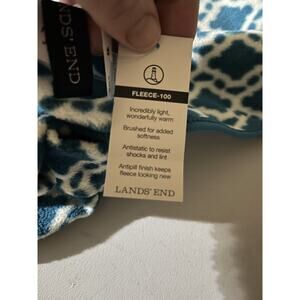 LANDS' END
FLEECE-100
Incredibly light,
wonderfully warm
Brushed for added
softness
Antistatic to resist
shocks and lint
Antipill finish keeps
fleece looking new
LANDS' END